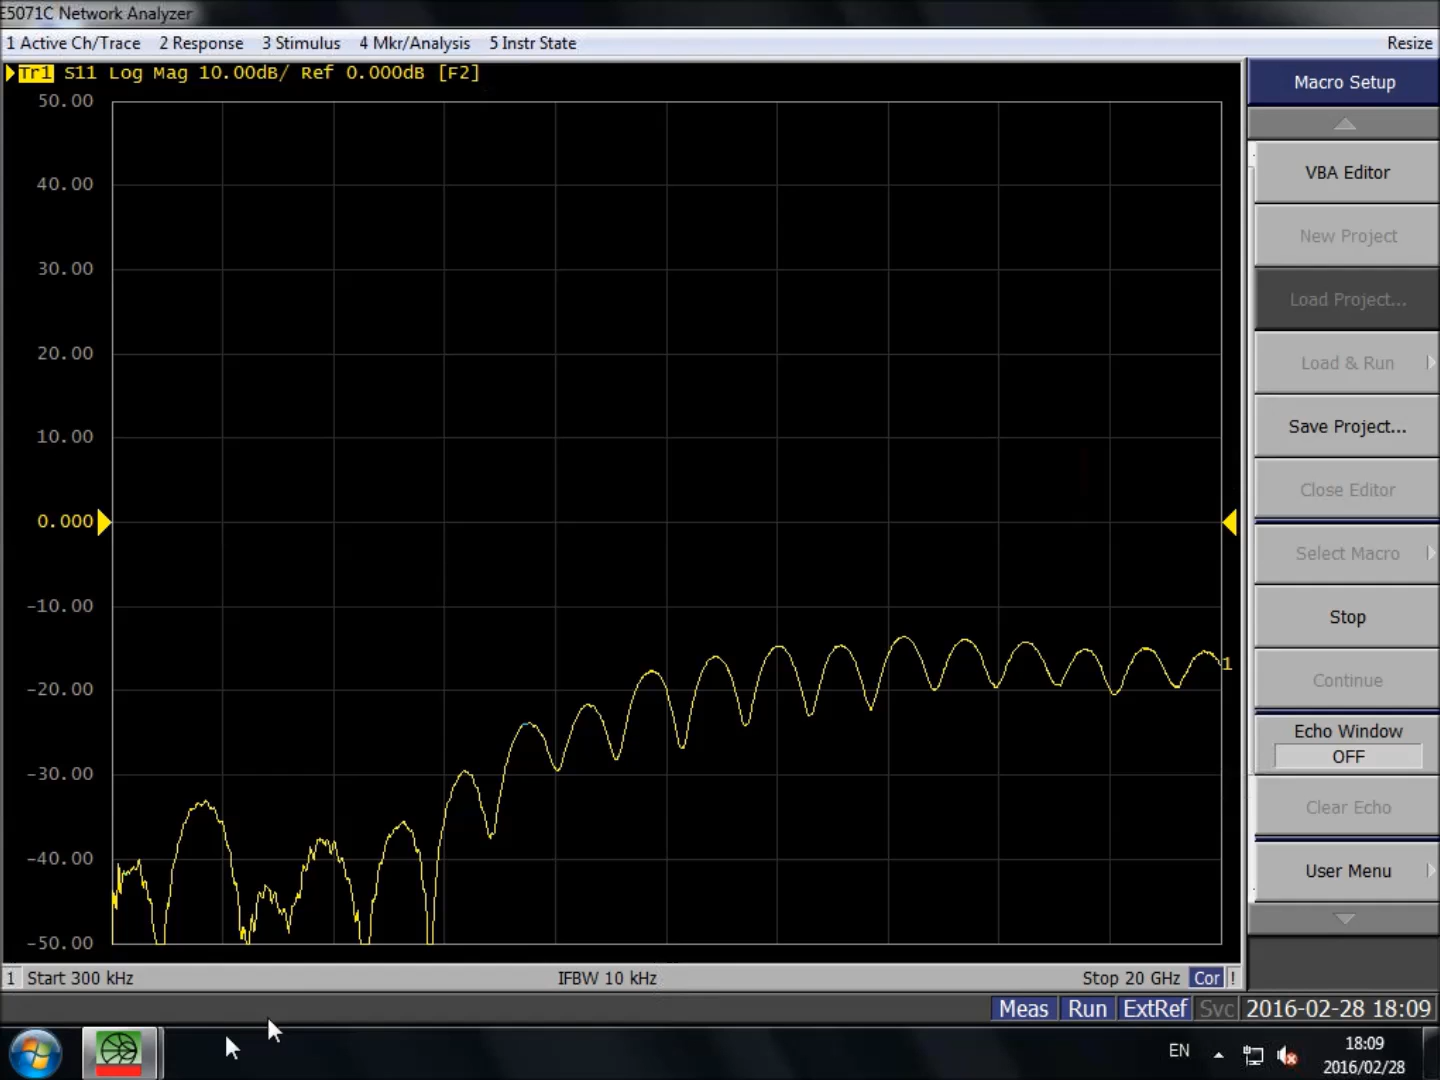 E5071C Network Analyzer
1 Active Ch/Trace 2 Response 3 Stimulus 4 Mkr/Analysis 5 Instr State Resize
Tr1 S11 Log Mag 10.00dB/ Ref 0.000dB [F2]
50.00
40.00
30.00
20.00
10.00
0.000
-10.00
-20.00
-30.00
-40.00
-50.00
1
1 Start 300 kHz IFBW 10 kHz Stop 20 GHz Cor !
Macro Setup
VBA Editor
New Project
Load Project...
Load & Run
Save Project...
Close Editor
Select Macro
Stop
Continue
Echo Window
OFF
Clear Echo
User Menu
Meas Run ExtRef Svc 2016-02-28 18:09
EN
18:09
2016/02/28